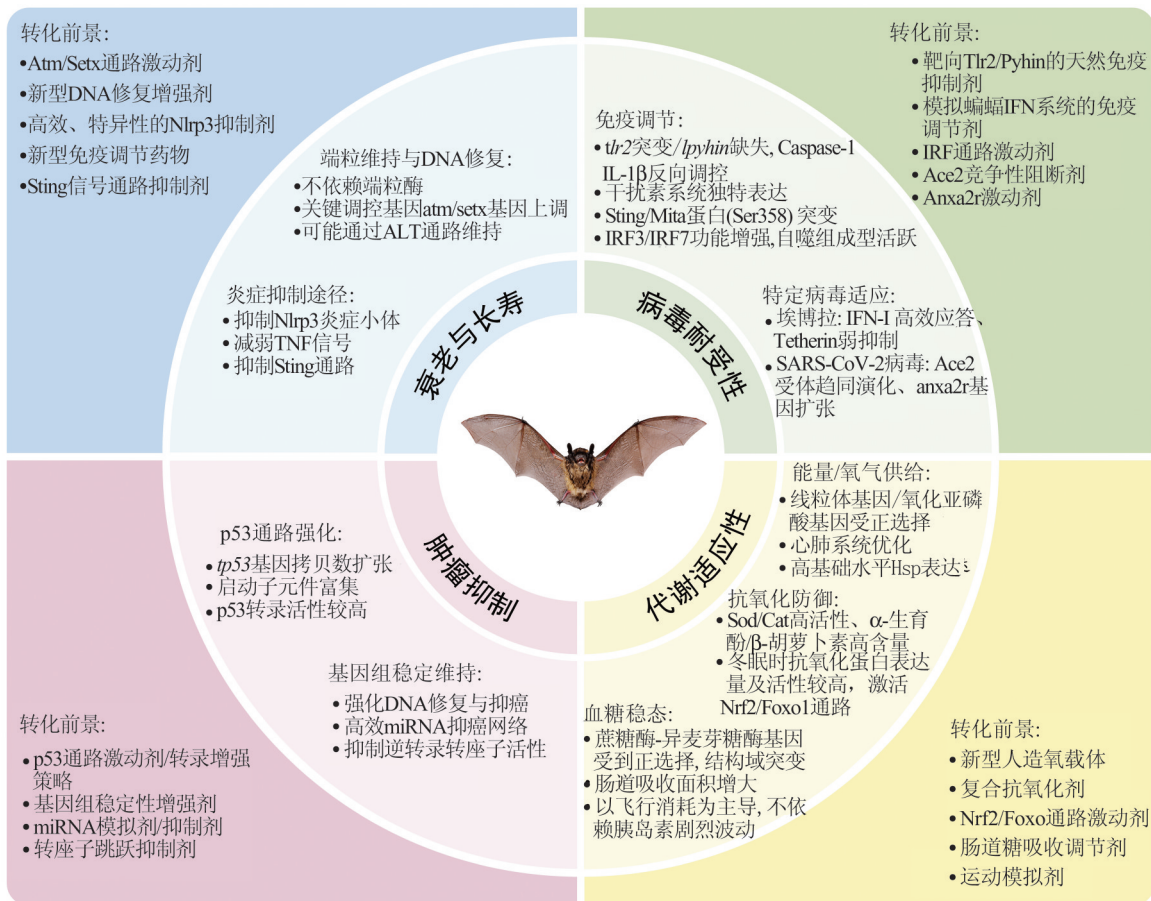 转化前景:
•Atm/Setx通路激动剂
•新型DNA修复增强剂
•高效、特异性的Nlrp3抑制剂
•新型免疫调节药物
•Sting信号通路抑制剂
端粒维持与DNA修复:
•不依赖端粒酶
•关键调控基因atm/setx基因上调
•可能通过ALT通路维持
炎症抑制途径:
•抑制Nlrp3炎症小体
•减弱TNF信号
•抑制Sting通路
衰老与长寿
转化前景:
•靶向Tlr2/Pyhin的天然免疫
抑制剂
•模拟蝙蝠IFN系统的免疫
调节剂
•IRF通路激动剂
•Ace2竞争性阻断剂
•Anxa2r激动剂
免疫调节:
•tlr2突变/lpyhin缺失, Caspase-1
IL-1β反向调控
•干扰素系统独特表达
•Sting/Mita蛋白(Ser358) 突变
•IRF3/IRF7功能增强,自噬组成型活跃
特定病毒适应:
•埃博拉: IFN-I 高效应答、
Tetherin弱抑制
•SARS-CoV-2病毒: Ace2
受体趋同演化、anxa2r基
因扩张
病毒耐受性
肿瘤抑制
p53通路强化:
•tp53基因拷贝数扩张
•启动子元件富集
•p53转录活性较高
基因组稳定维持:
•强化DNA修复与抑癌
•高效miRNA抑癌网络
•抑制逆转录转座子活性
转化前景:
•p53通路激动剂/转录增强
策略
•基因组稳定性增强剂
•miRNA模拟剂/抑制剂
•转座子跳跃抑制剂
代谢适应性
能量/氧气供给:
•线粒体基因/氧化亚磷
酸基因受正选择
•心肺系统优化
•高基础水平Hsp表达
抗氧化防御:
•Sod/Cat高活性、α-生育
酚/β-胡萝卜素高含量
•冬眠时抗氧化蛋白表达
量及活性较高，激活
Nrf2/Foxo1通路
血糖稳态:
•蔗糖酶-异麦芽糖酶基因
受到正选择, 结构域突变
•肠道吸收面积增大
•以飞行消耗为主导, 不依
赖胰岛素剧烈波动
转化前景:
•新型人造氧载体
•复合抗氧化剂
•Nrf2/Foxo通路激动剂
•肠道糖吸收调节剂
•运动模拟剂